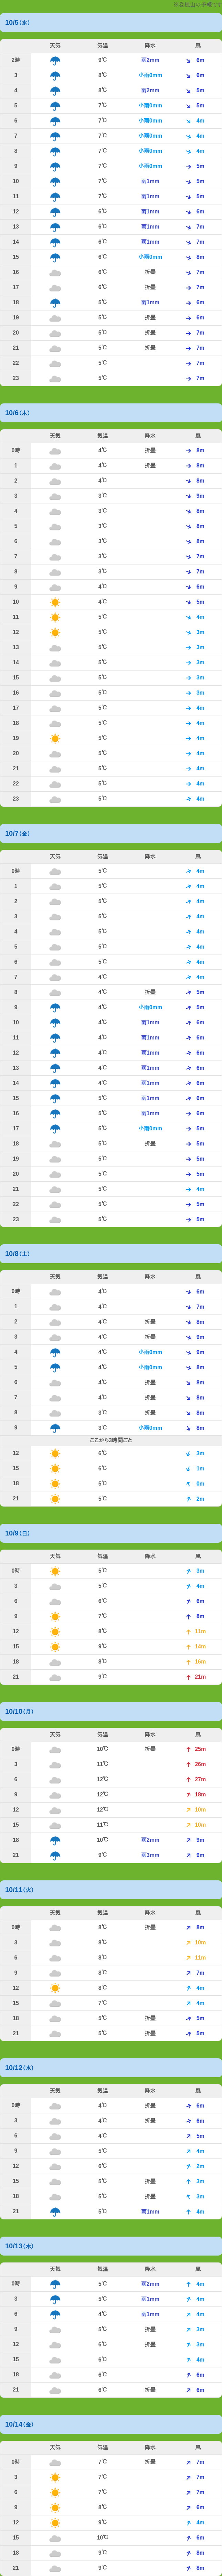 天狗棟山の予報です
10/5(水)
天気 気温 降水 風
2時 9℃ 雨2mm 6m
3 8℃ 小雨0mm 6m
4 8℃ 雨2mm 5m
5 7℃ 小雨0mm 5m
6 7℃ 小雨0mm 4m
7 7℃ 小雨0mm 4m
8 7℃ 小雨0mm 4m
9 7℃ 小雨0mm 5m
10 7℃ 雨1mm 5m
11 7℃ 雨1mm 5m
12 6℃ 雨1mm 6m
13 6℃ 雨1mm 7m
14 6℃ 雨1mm 7m
15 6℃ 小雨0mm 8m
16 6℃ 折曇 7m
17 6℃ 折曇 7m
18 5℃ 雨1mm 6m
19 5℃ 折曇 6m
20 5℃ 折曇 7m
21 5℃ 折曇 7m
22 5℃ 7m
23 5℃ 7m
10/6(木)
天気 気温 降水 風
0時 4℃ 折曇 8m
1 4℃ 折曇 8m
2 4℃ 8m
3 3℃ 9m
4 3℃ 8m
5 3℃ 8m
6 3℃ 8m
7 3℃ 7m
8 3℃ 7m
9 4℃ 6m
10 4℃ 5m
11 5℃ 4m
12 5℃ 3m
13 5℃ 3m
14 5℃ 3m
15 5℃ 3m
16 5℃ 3m
17 4℃ 4m
18 5℃ 4m
19 5℃ 4m
20 5℃ 4m
21 5℃ 4m
22 5℃ 4m
23 5℃ 4m
10/7(金)
天気 気温 降水 風
0時 5℃ 4m
1 5℃ 4m
2 5℃ 4m
3 5℃ 4m
4 5℃ 4m
5 5℃ 4m
6 5℃ 4m
7 4℃ 4m
8 4℃ 折曇 5m
9 4℃ 小雨0mm 5m
10 4℃ 雨1mm 6m
11 4℃ 雨1mm 6m
12 4℃ 雨1mm 6m
13 4℃ 雨1mm 6m
14 4℃ 雨1mm 6m
15 5℃ 雨1mm 6m
16 5℃ 雨1mm 6m
17 5℃ 小雨0mm 5m
18 5℃ 折曇 5m
19 5℃ 5m
20 5℃ 5m
21 5℃ 4m
22 5℃ 5m
23 5℃ 5m
10/8(土)
天気 気温 降水 風
0時 4℃ 6m
1 4℃ 7m
2 4℃ 折曇 8m
3 4℃ 折曇 9m
4 4℃ 小雨0mm 9m
5 4℃ 小雨0mm 8m
6 4℃ 折曇 8m
7 4℃ 折曇 8m
8 3℃ 折曇 8m
9 3℃ 小雨0mm 8m
ここから3時間ごと
12 6℃ 3m
15 6℃ 1m
18 5℃ 0m
21 5℃ 2m
10/9(日)
天気 気温 降水 風
0時 5℃ 3m
3 5℃ 4m
6 6℃ 6m
9 7℃ 8m
12 8℃ 11m
15 9℃ 14m
18 8℃ 16m
21 9℃ 21m
10/10(月)
天気 気温 降水 風
0時 10℃ 折曇 25m
3 11℃ 26m
6 12℃ 27m
9 12℃ 18m
12 12℃ 10m
15 11℃ 10m
18 10℃ 雨2mm 9m
21 9℃ 雨3mm 9m
10/11(火)
天気 気温 降水 風
0時 8℃ 折曇 8m
3 8℃ 10m
6 8℃ 11m
9 8℃ 7m
12 8℃ 4m
15 7℃ 4m
18 5℃ 折曇 5m
21 5℃ 折曇 5m
10/12(水)
天気 気温 降水 風
0時 4℃ 折曇 6m
3 4℃ 折曇 6m
6 4℃ 5m
9 5℃ 4m
12 6℃ 2m
15 5℃ 折曇 3m
18 5℃ 折曇 3m
21 5℃ 雨1mm 4m
10/13(木)
天気 気温 降水 風
0時 5℃ 雨2mm 4m
3 5℃ 雨1mm 4m
6 4℃ 雨1mm 4m
9 5℃ 折曇 3m
12 6℃ 折曇 3m
15 6℃ 4m
18 6℃ 6m
21 6℃ 折曇 6m
10/14(金)
天気 気温 降水 風
0時 7℃ 折曇 7m
3 7℃ 7m
6 7℃ 7m
9 8℃ 6m
12 9℃ 4m
15 10℃ 6m
18 9℃ 8m
21 9℃ 8m